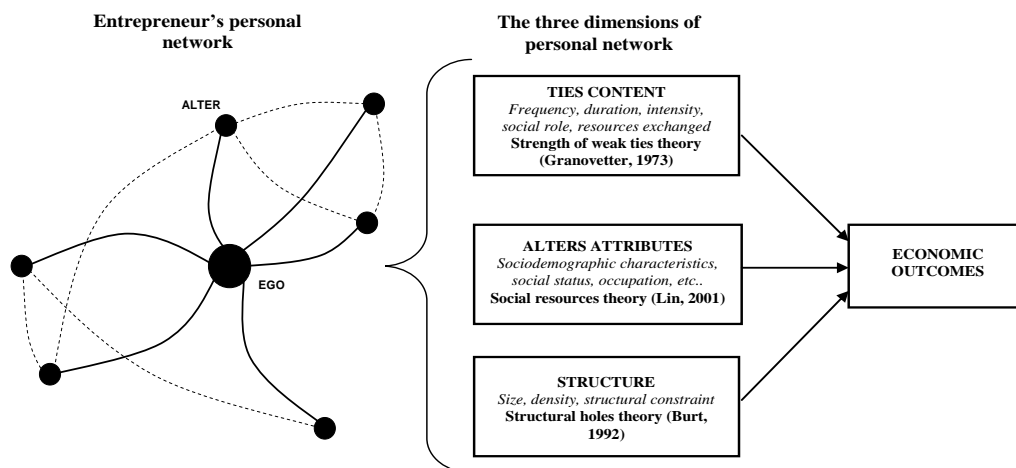 Entrepreneur's personal
network
ALTER
EGO
The three dimensions of
personal network
TIES CONTENT
Frequency, duration, intensity,
social role, resources exchanged
Strength of weak ties theory
(Granovetter, 1973)
ALTERS ATTRIBUTES
Sociodemographic characteristics,
social status, occupation, etc..
Social resources theory (Lin, 2001)
STRUCTURE
Size, density, structural constraint
Structural holes theory (Burt,
1992)
ECONOMIC
OUTCOMES